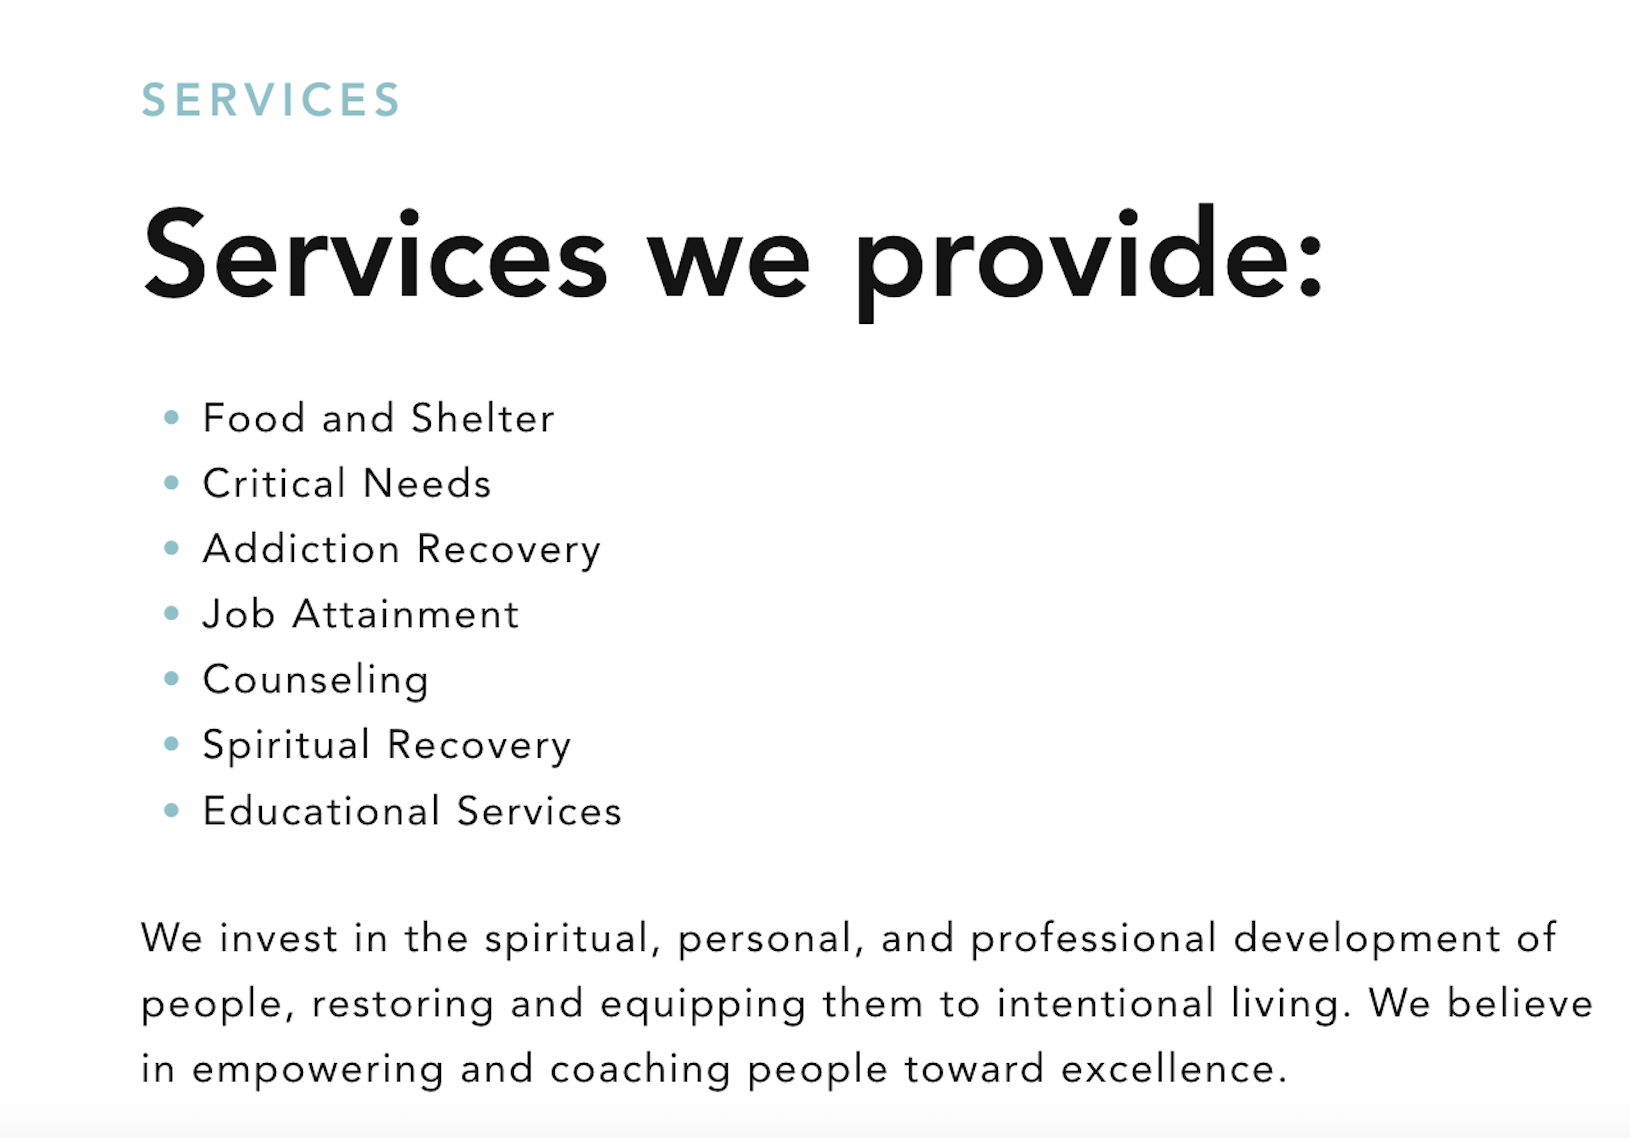 SERVICES
Services we provide:
• Food and Shelter
• Critical Needs
• Addiction Recovery
• Job Attainment
• Counseling
• Spiritual Recovery
• Educational Services
We invest in the spiritual, personal, and professional development of
people, restoring and equipping them to intentional living. We believe
in empowering and coaching people toward excellence.